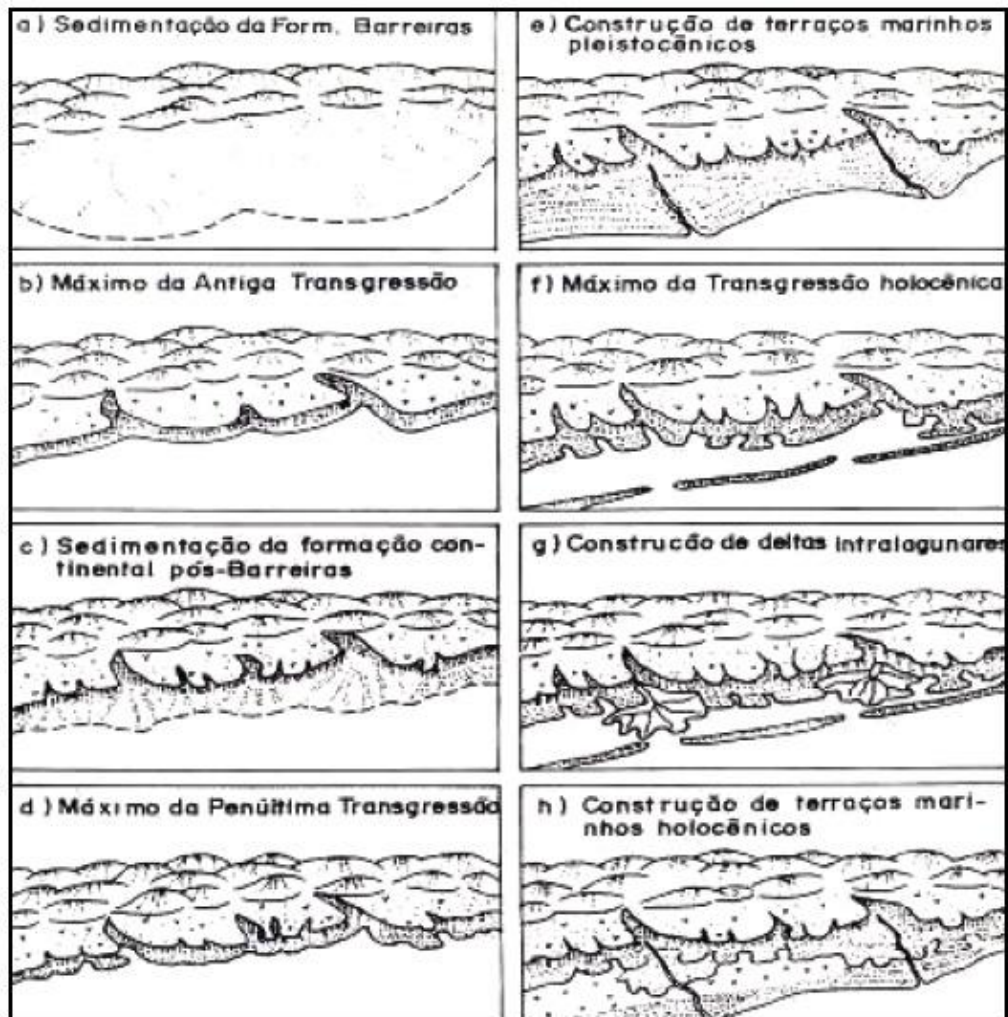 a) Sedimentação da Form. Barreiras
b) Máximo da Antiga Transgressão
c) Sedimentação da formação con-
tinental pós-Barreiras
d) Máximo da Penúltima Transgressão
e) Construção de terraços marinhos
pleistocênicos
f) Máximo da Transgressão holocênica
g) Construcão de deltas intralagunares
h) Construção de terraços mari-
nhos holocênicos